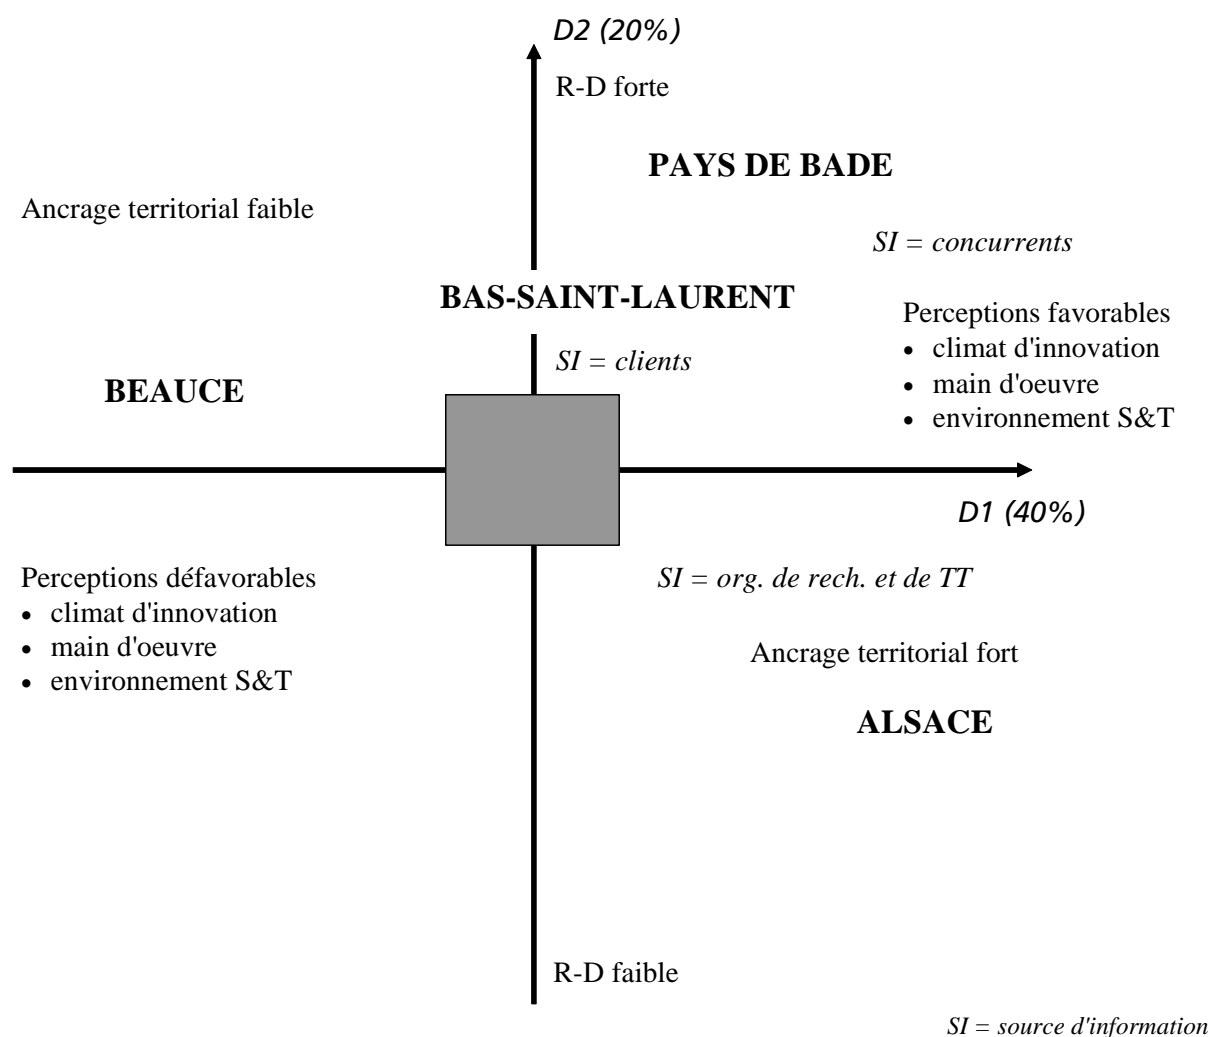 D2 (20%)
R-D forte
PAYS DE BADE
Ancrage territorial faible
SI = concurrents
BAS-SAINT-LAURENT
Perceptions favorables
• climat d'innovation
• main d'oeuvre
• environnement S&T
SI = clients
BEAUCE
D1 (40%)
Perceptions défavorables
• climat d'innovation
• main d'oeuvre
• environnement S&T
SI = org. de rech. et de TT
Ancrage territorial fort
ALSACE
R-D faible
SI = source d'information